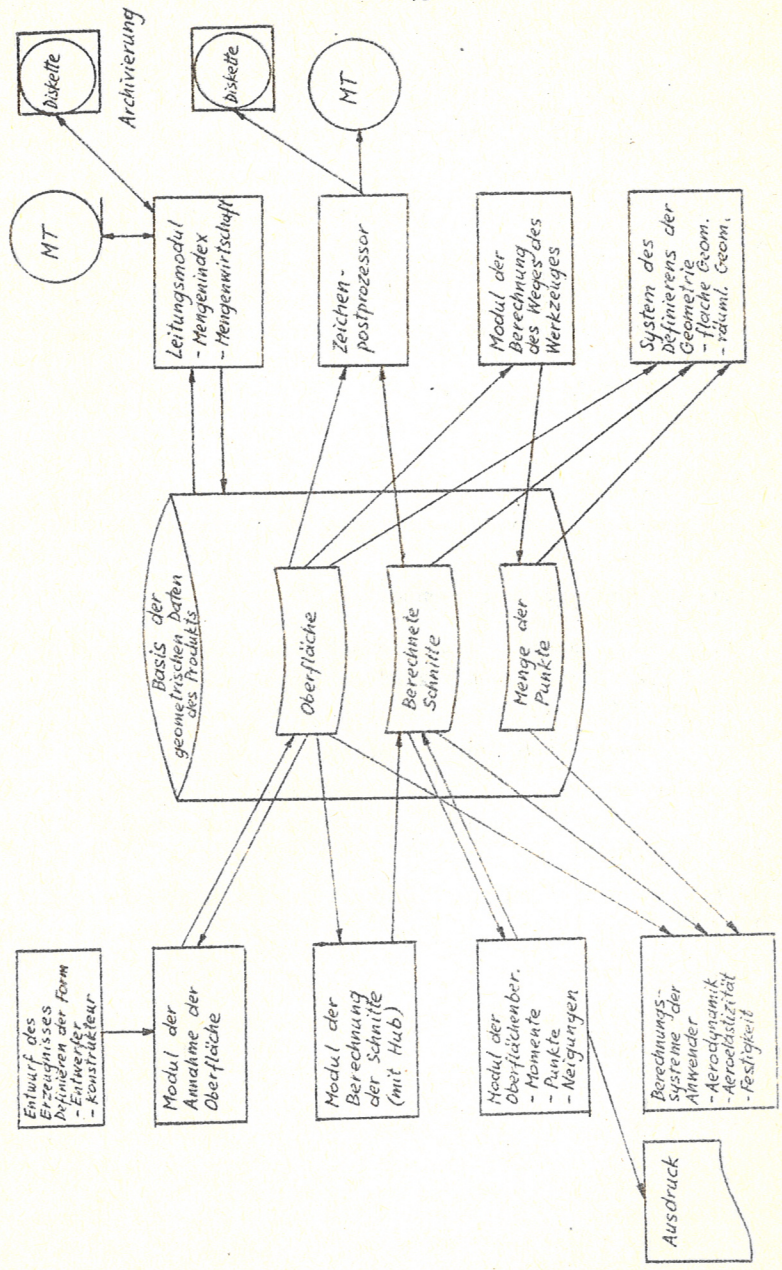 Entwurf des
Erzeugnisses
Definieren der Form
- Entwerfer
- Konstrukteur
Modul der
Annahme der
Oberfläche
Modul der
Berechnung
der Schnitte
(mit Hub)
Modul der
Oberflächenber.
- Momente
- Punkte
- Neigungen
Berechnungs-
systeme der
Anwender
- Aerodynamik
- Aeroelastizität
- Festigkeit
Ausdruck
Basis der
geometrischen Daten
des Produkts
Oberfläche
Berechnete
Schnitte
Menge der
Punkte
MT
Diskette
Archivierung
Leitungsmodul
- Mengenindex
- Mengenwirtschaft
Diskette
MT
Zeichen-
postprozessor
Modul der
Berechnung
des Weges des
Werkzeuges
System des
Definierens der
Geometrie
- flache Geom.
- räuml. Geom.